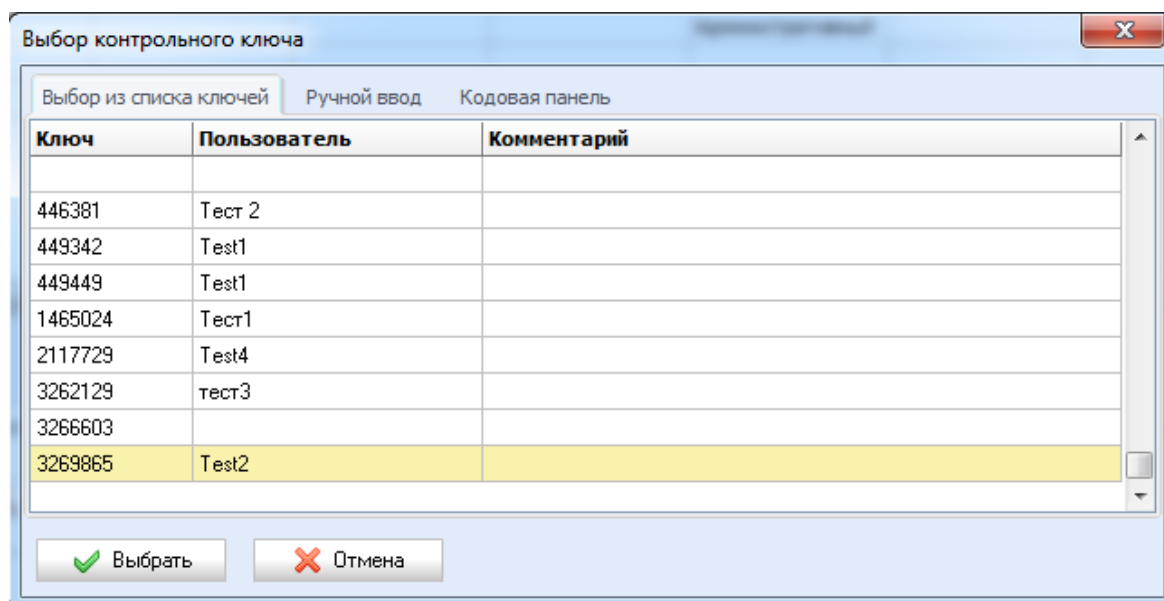 Выбор контрольного ключа
Выбор из списка ключей Ручной ввод Кодовая панель
Ключ Пользователь Комментарий
446381 Тест 2
449342 Test1
449449 Test1
1465024 Тест1
2117729 Test4
3262129 тест3
3266603
3269865 Test2
Выбрать Отмена